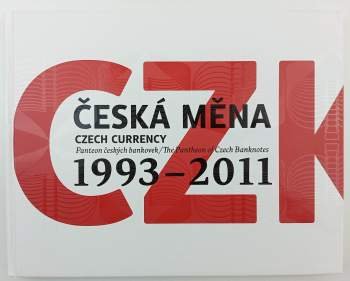 CZK
ČESKÁ MĚNA
CZECH CURRENCY
Panteon českých bankovek / The Pantheon of Czech Banknotes
1993–2011